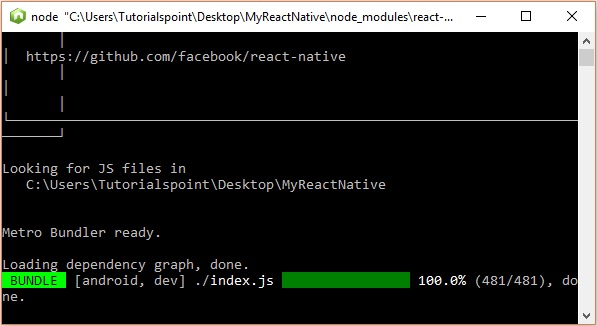 node "C:\Users\Tutorialspoint\Desktop\MyReactNative\node_modules\react-...
https://github.com/facebook/react-native
Looking for JS files in
C:\Users\Tutorialspoint\Desktop\MyReactNative
Metro Bundler ready.
Loading dependency graph, done.
BUNDLE [android, dev] ./index.js 100.0% (481/481), do
ne.